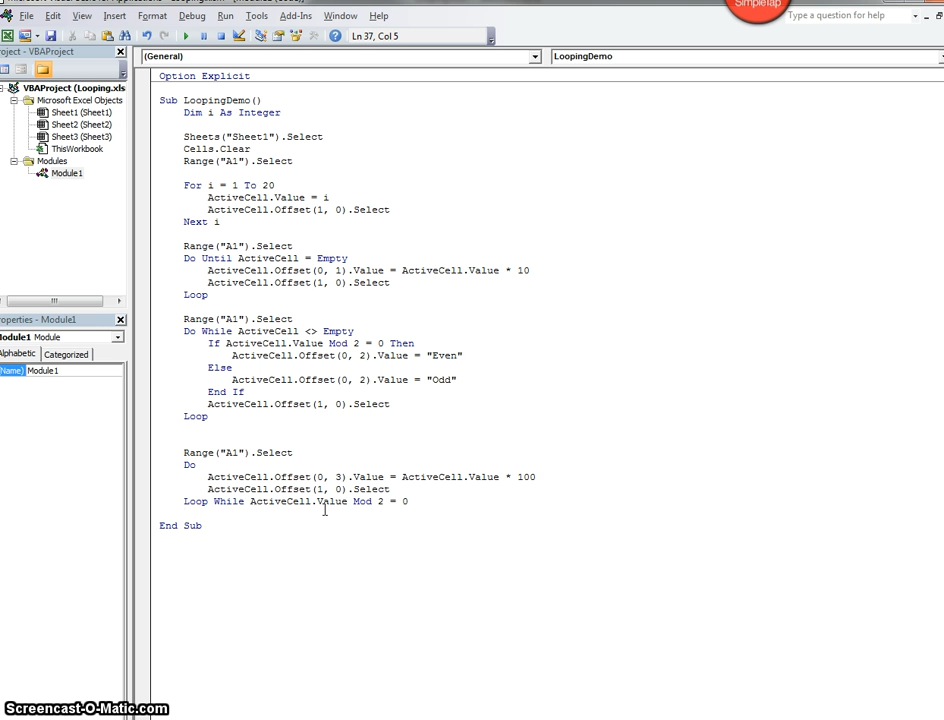 SimpleTap
File Edit View Insert Format Debug Run Tools Add-Ins Window Help
Type a question for help
Ln 37, Col 5
roject - VBAProject
(General)
LoopingDemo
VBAProject (Looping.xls
Microsoft Excel Objects
Sheet1 (Sheet1)
Sheet2 (Sheet2)
Sheet3 (Sheet3)
ThisWorkbook
Modules
Module1
roperties - Module1
Module1 Module
Alphabetic Categorized
(Name) Module1
Option Explicit
Sub LoopingDemo()
Dim i As Integer
Sheets("Sheet1").Select
Cells.Clear
Range("A1").Select
For i = 1 To 20
ActiveCell.Value = i
ActiveCell.Offset(1, 0).Select
Next i
Range("A1").Select
Do Until ActiveCell = Empty
ActiveCell.Offset(0, 1).Value = ActiveCell.Value * 10
ActiveCell.Offset(1, 0).Select
Loop
Range("A1").Select
Do While ActiveCell <> Empty
If ActiveCell.Value Mod 2 = 0 Then
ActiveCell.Offset(0, 2).Value = "Even"
Else
ActiveCell.Offset(0, 2).Value = "Odd"
End If
ActiveCell.Offset(1, 0).Select
Loop
Range("A1").Select
Do
ActiveCell.Offset(0, 3).Value = ActiveCell.Value * 100
ActiveCell.Offset(1, 0).Select
Loop While ActiveCell.Value Mod 2 = 0
End Sub
Screencast-O-Matic.com